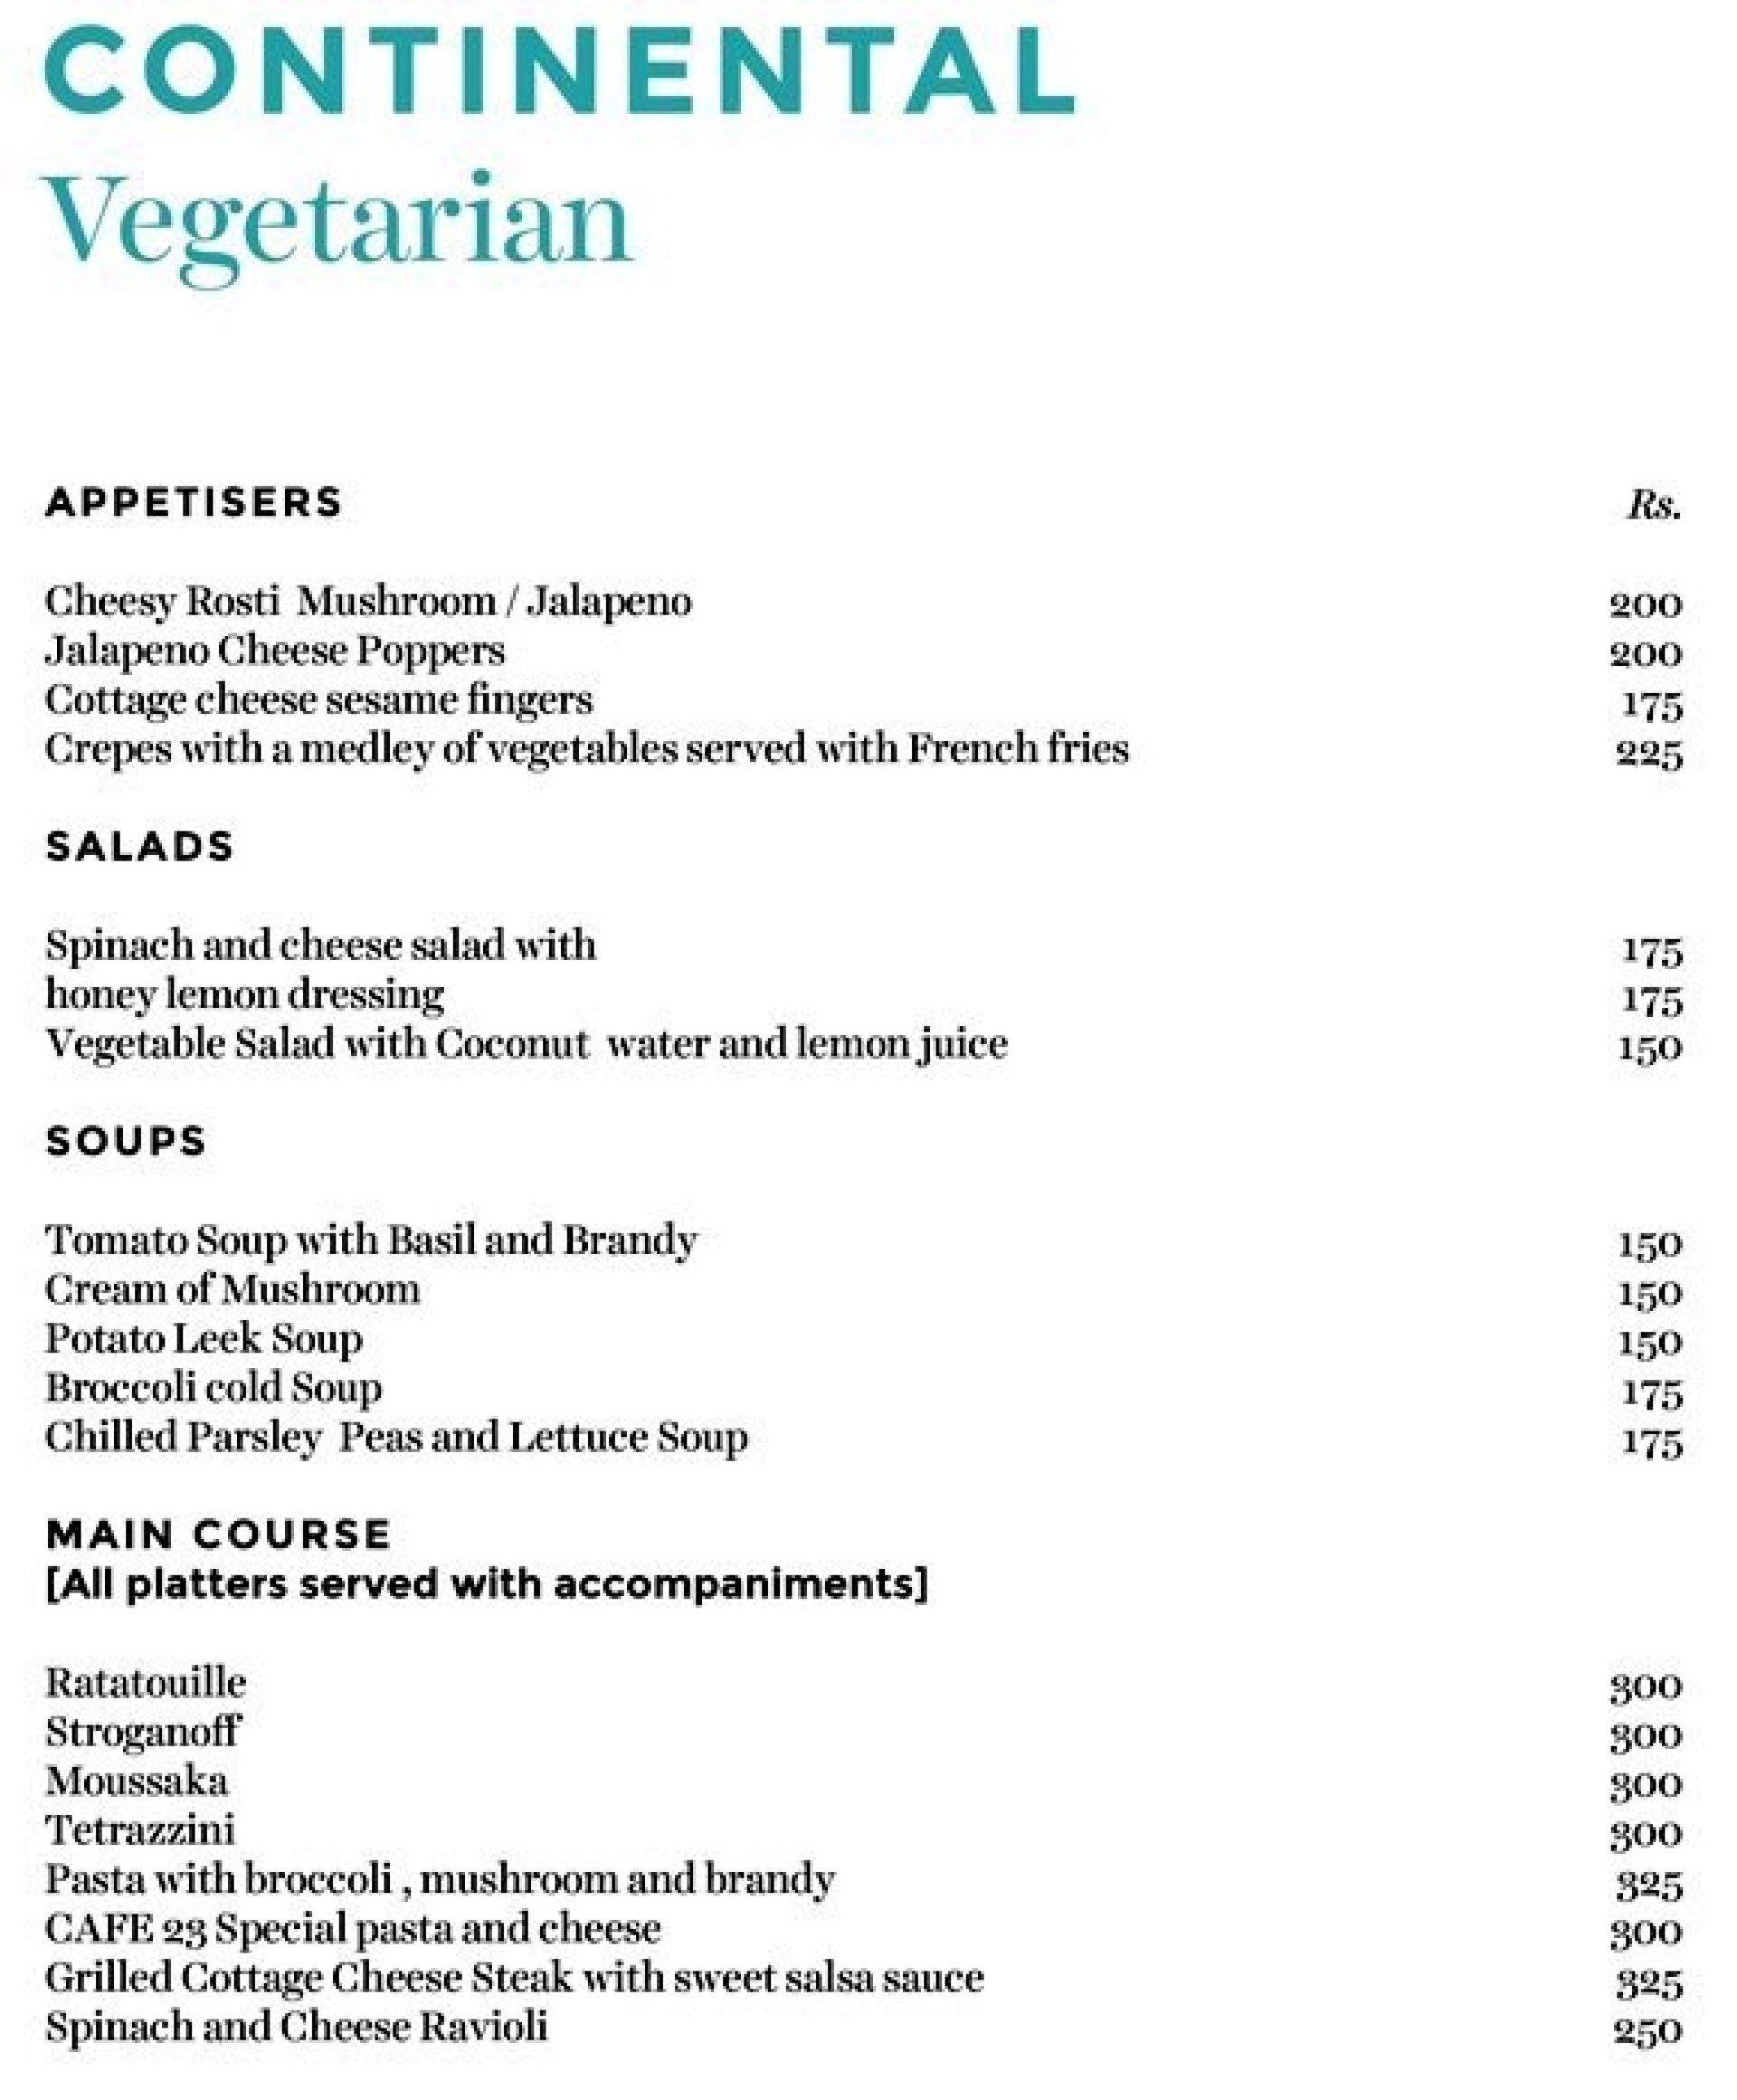 CONTINENTAL
Vegetarian
APPETISERS Rs.
Cheesy Rosti Mushroom / Jalapeno 200
Jalapeno Cheese Poppers 200
Cottage cheese sesame fingers 175
Crepes with a medley of vegetables served with French fries 225
SALADS
Spinach and cheese salad with 175
honey lemon dressing 175
Vegetable Salad with Coconut water and lemon juice 150
SOUPS
Tomato Soup with Basil and Brandy 150
Cream of Mushroom 150
Potato Leek Soup 150
Broccoli cold Soup 175
Chilled Parsley Peas and Lettuce Soup 175
MAIN COURSE
[All platters served with accompaniments]
Ratatouille 300
Stroganoff 300
Moussaka 300
Tetrazzini 300
Pasta with broccoli , mushroom and brandy 325
CAFE 23 Special pasta and cheese 300
Grilled Cottage Cheese Steak with sweet salsa sauce 325
Spinach and Cheese Ravioli 250